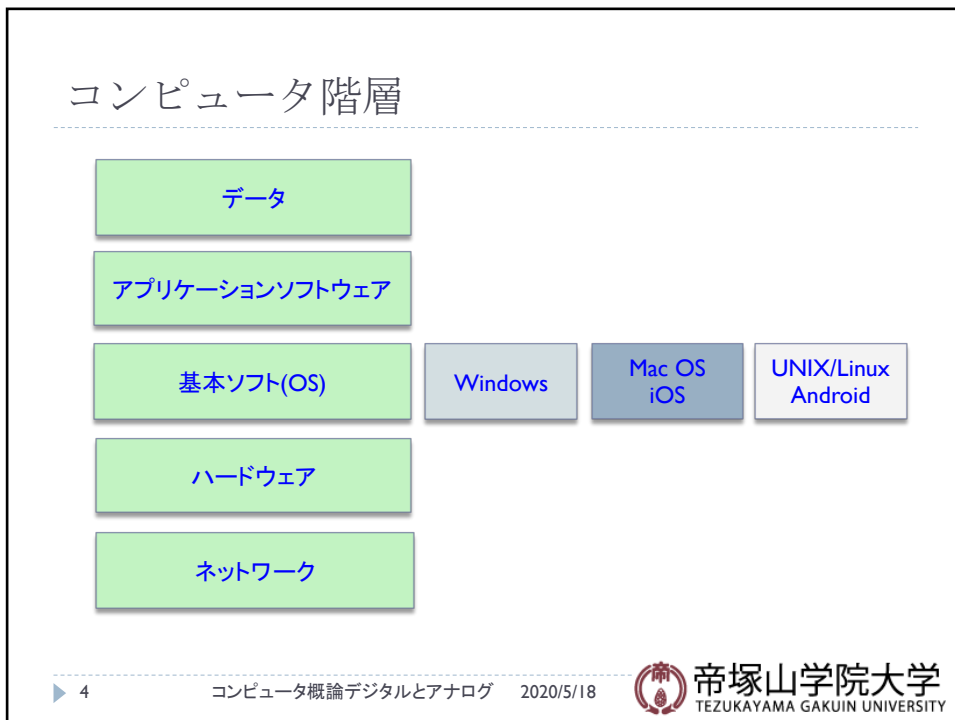 コンピュータ階層
データ
アプリケーションソフトウェア
基本ソフト(OS)
Windows
Mac OS
iOS
UNIX/Linux
Android
ハードウェア
ネットワーク
4
コンピュータ概論デジタルとアナログ
2020/5/18
帝
帝塚山学院大学
TEZUKAYAMA GAKUIN UNIVERSITY